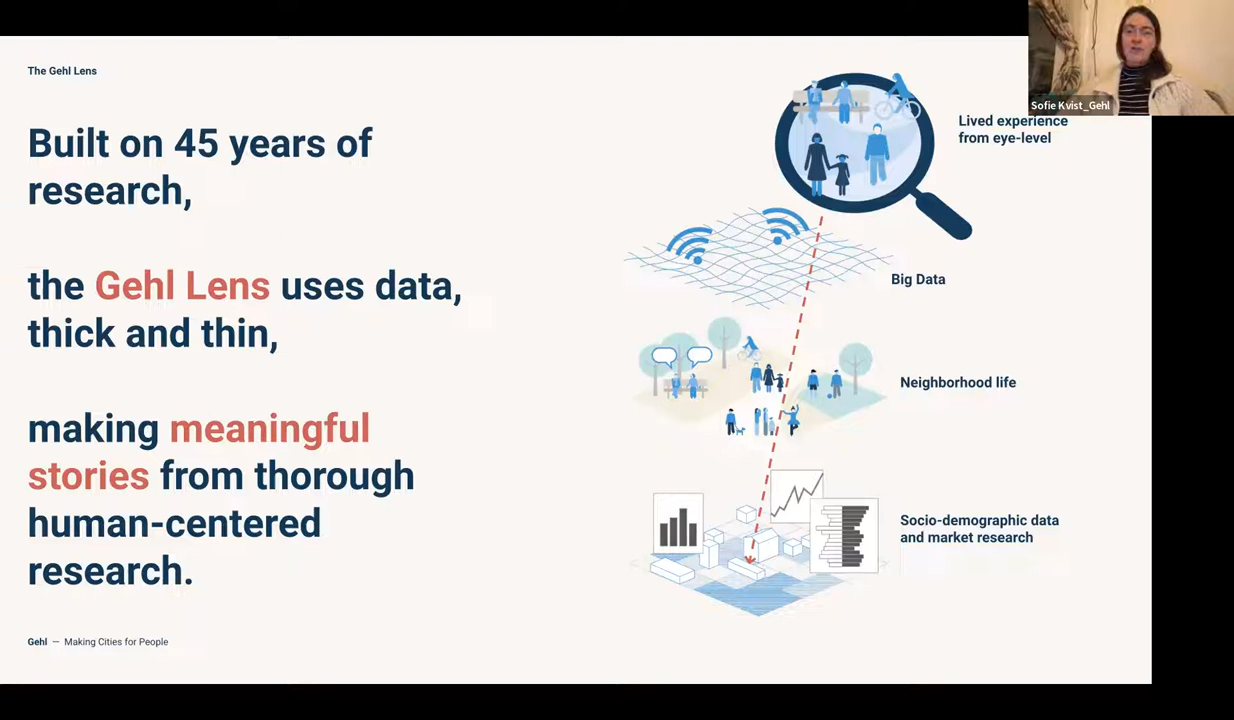 The Gehl Lens
Built on 45 years of
research,
the Gehl Lens uses data,
thick and thin,
making meaningful
stories from thorough
human-centered
research.
Gehl — Making Cities for People
Sofie Kvist_Gehl
Lived experience
from eye-level
Big Data
Neighborhood life
Socio-demographic data
and market research